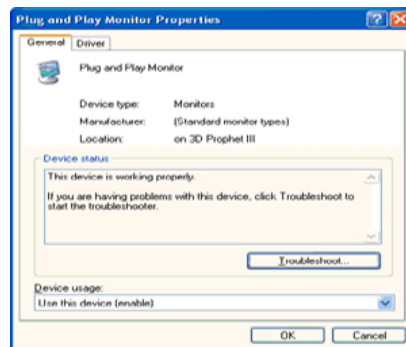 Plug and Play Monitor Properties
General Driver
Plug and Play Monitor
Device type: Monitors
Manufacturer: (Standard monitor types)
Location: on 3D Prophet III
Device status
This device is working properly.
If you are having problems with this device, click Troubleshoot to
start the troubleshooter.
Troubleshoot...
Device usage:
Use this device (enable)
OK Cancel